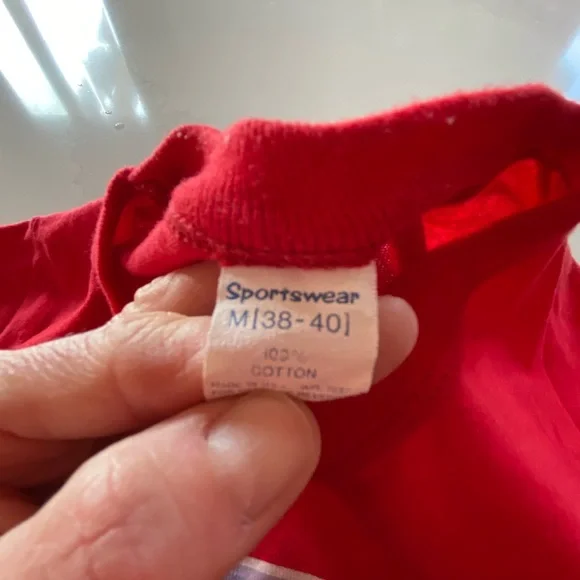 Sportswear
M[38-40]
100%
COTTON